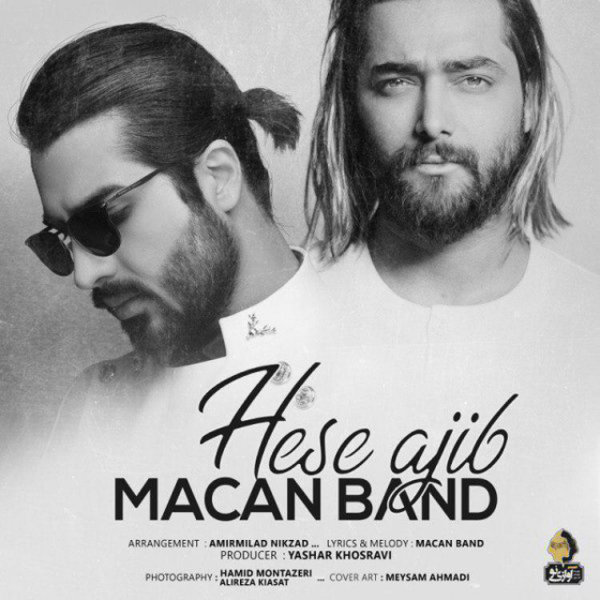 Hese ajib
MACAN BAND
ARRANGEMENT : AMIRMILAD NIKZAD ... LYRICS & MELODY : MACAN BAND
PRODUCER : YASHAR KHOSRAVI
PHOTOGRAPHY : HAMID MONTAZERI
ALIREZA KIASAT ... COVER ART : MEYSAM AHMADI